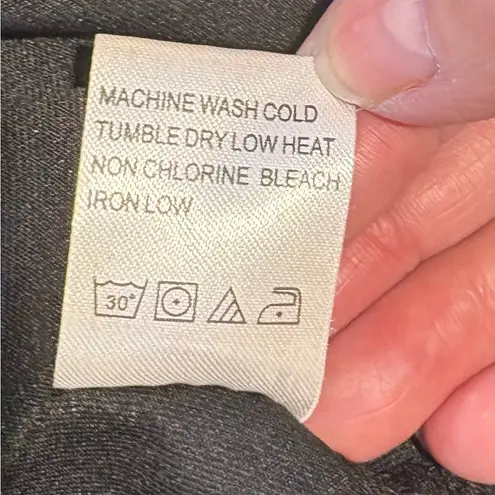 MACHINE WASH COLD
TUMBLE DRY LOW HEAT
NON CHLORINE BLEACH
IRON LOW
30°